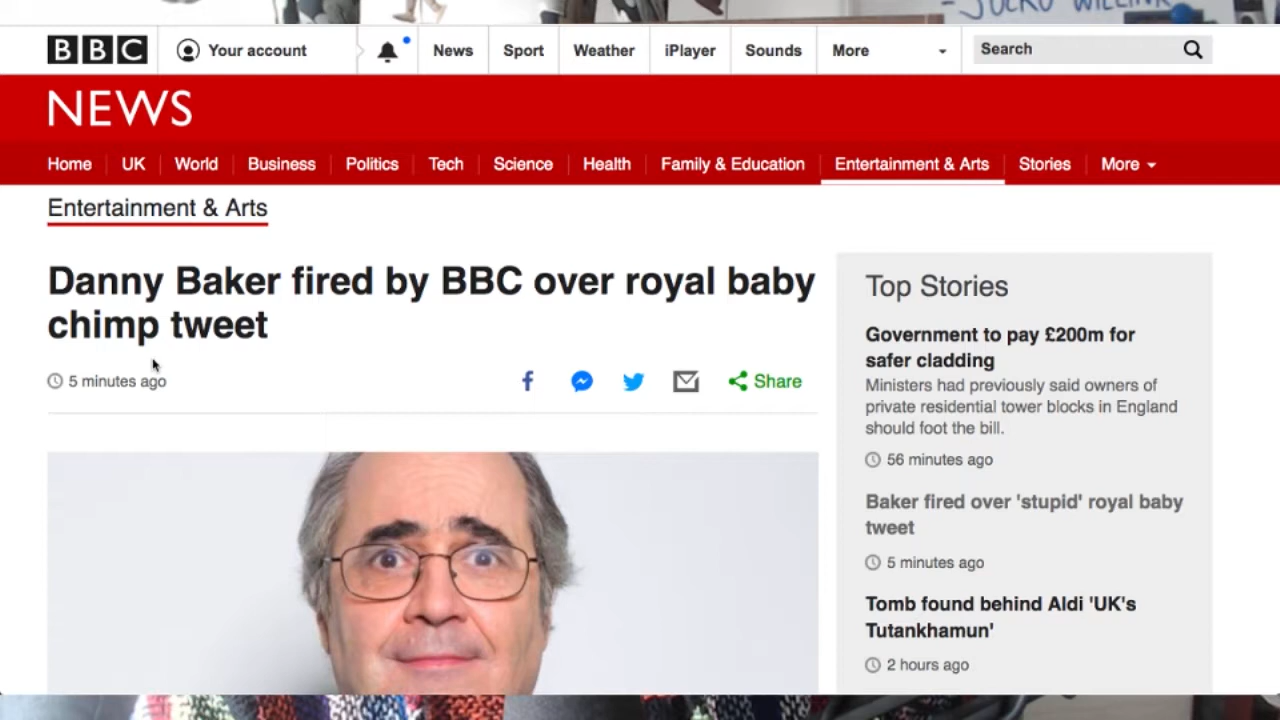 -JOCKO WILLINK
BBC
Your account
News
Sport
Weather
iPlayer
Sounds
More
Search
NEWS
Home
UK
World
Business
Politics
Tech
Science
Health
Family & Education
Entertainment & Arts
Stories
More
Entertainment & Arts
Danny Baker fired by BBC over royal baby
chimp tweet
5 minutes ago
Share
Top Stories
Government to pay £200m for
safer cladding
Ministers had previously said owners of
private residential tower blocks in England
should foot the bill.
56 minutes ago
Baker fired over 'stupid' royal baby
tweet
5 minutes ago
Tomb found behind Aldi 'UK's
Tutankhamun'
2 hours ago